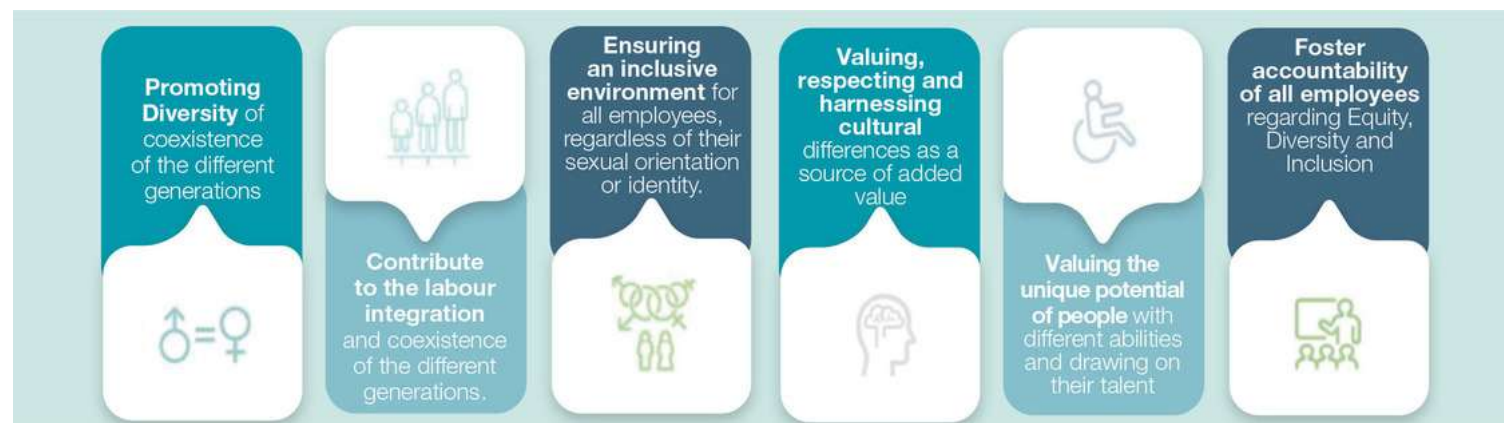 Promoting
Diversity of
coexistence
of the different
generations
Contribute
to the labour
integration
and coexistence
of the different
generations.
Ensuring
an inclusive
environment for
all employees,
regardless of their
sexual orientation
or identity.
Valuing,
respecting and
harnessing
cultural
differences as a
source of added
value
Valuing the
unique potential
of people with
different abilities
and drawing on
their talent
Foster
accountability
of all employees
regarding Equity,
Diversity and
Inclusion